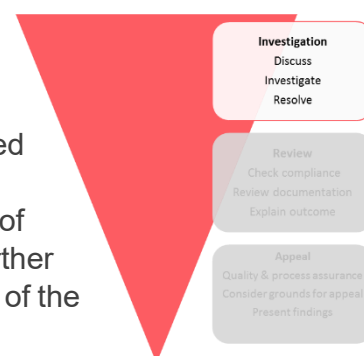 ed
of
ther
of the
Investigation
Discuss
Investigate
Resolve
Review
Check compliance
Review documentation
Explain outcome
Appeal
Quality & process assurance
Consider grounds for appeal
Present findings